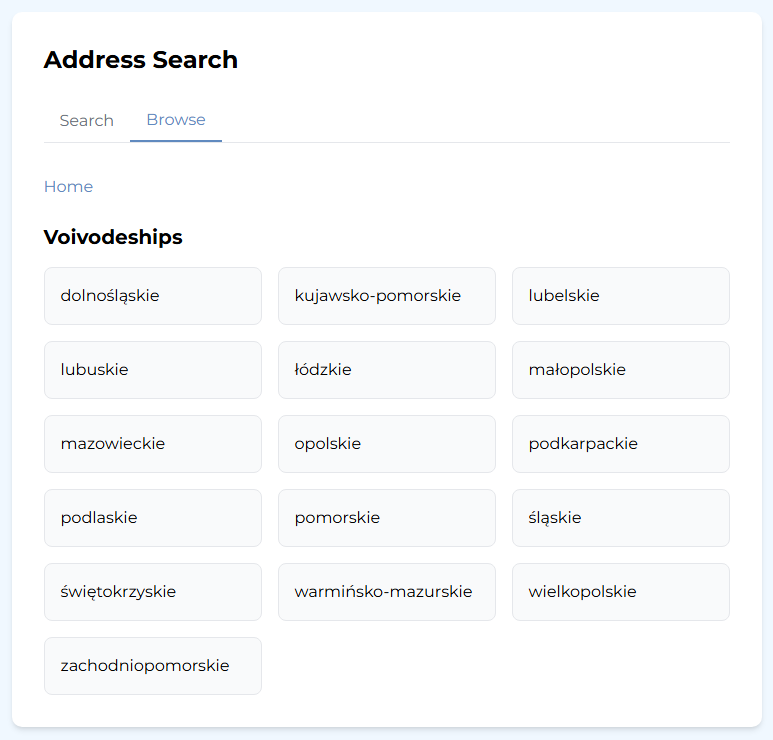 Address Search
Search Browse
Home
Voivodeships
dolnośląskie kujawsko-pomorskie lubelskie
lubuskie łódzkie małopolskie
mazowieckie opolskie podkarpackie
podlaskie pomorskie śląskie
świętokrzyskie warmińsko-mazurskie wielkopolskie
zachodniopomorskie